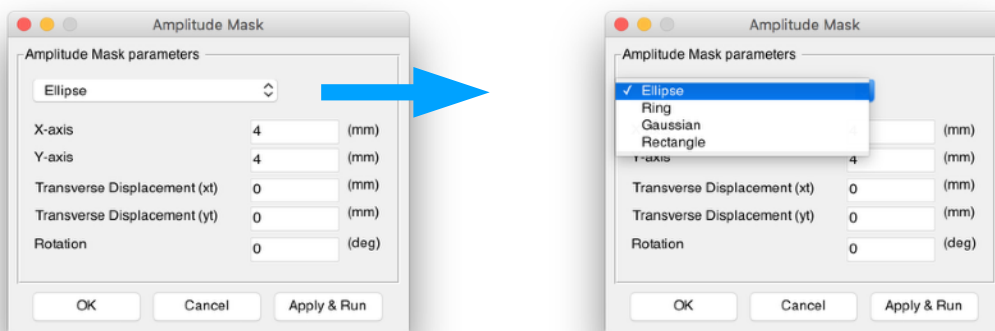 Amplitude Mask
Amplitude Mask parameters
Ellipse
X-axis 4 (mm)
Y-axis 4 (mm)
Transverse Displacement (xt) 0 (mm)
Transverse Displacement (yt) 0 (mm)
Rotation 0 (deg)
OK Cancel Apply & Run
Amplitude Mask
Amplitude Mask parameters
✓ Ellipse
Ring
Gaussian
Rectangle
(mm)
Y-axis 4 (mm)
Transverse Displacement (xt) 0 (mm)
Transverse Displacement (yt) 0 (mm)
Rotation 0 (deg)
OK Cancel Apply & Run